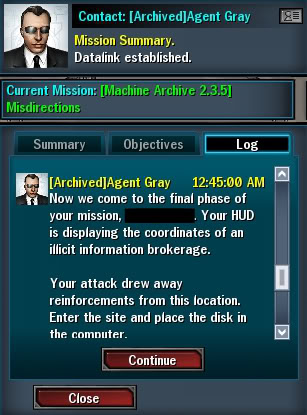 Contact: [Archived]Agent Gray
Mission Summary.
Datalink established.
Current Mission: [Machine Archive 2.3.5]
Misdirections
Summary
Objectives
Log
[Archived]Agent Gray 12:45:00 AM
Now we come to the final phase of
your mission, . Your HUD
is displaying the coordinates of an
illicit information brokerage.
Your attack drew away
reinforcements from this location.
Enter the site and place the disk in
the computer.
Continue
Close